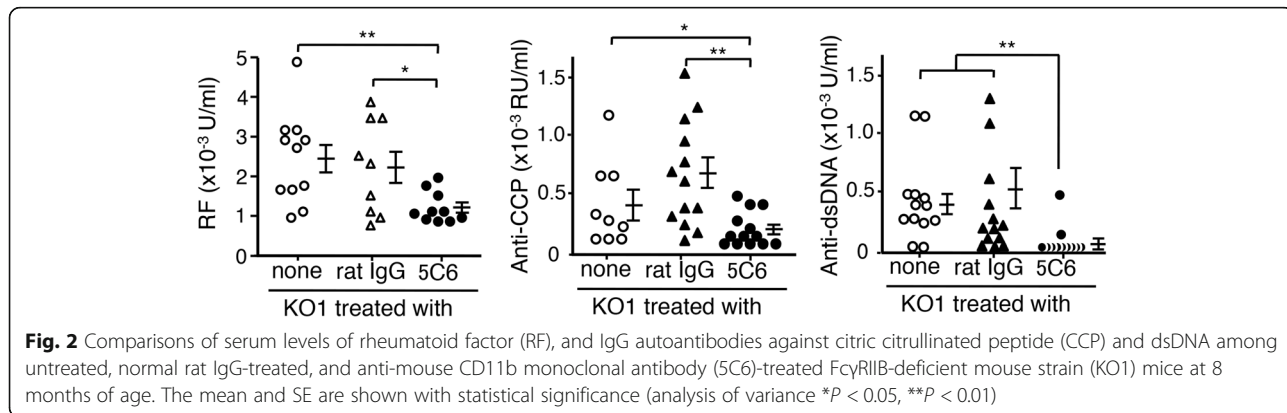 ** 
*
5
4
3
2
1
0
RF (x10⁻³ U/ml)
none rat IgG 5C6
KO1 treated with
*
**
1.5
1.0
0.5
0
Anti-CCP (x10⁻³ RU/ml)
none rat IgG 5C6
KO1 treated with
**
1.5
1.0
0.5
0
Anti-dsDNA (x10⁻³ U/ml)
none rat IgG 5C6
KO1 treated with
Fig. 2 Comparisons of serum levels of rheumatoid factor (RF), and IgG autoantibodies against citric citrullinated peptide (CCP) and dsDNA among
untreated, normal rat IgG-treated, and anti-mouse CD11b monoclonal antibody (5C6)-treated FcγRIIB-deficient mouse strain (KO1) mice at 8
months of age. The mean and SE are shown with statistical significance (analysis of variance *P < 0.05, **P < 0.01)